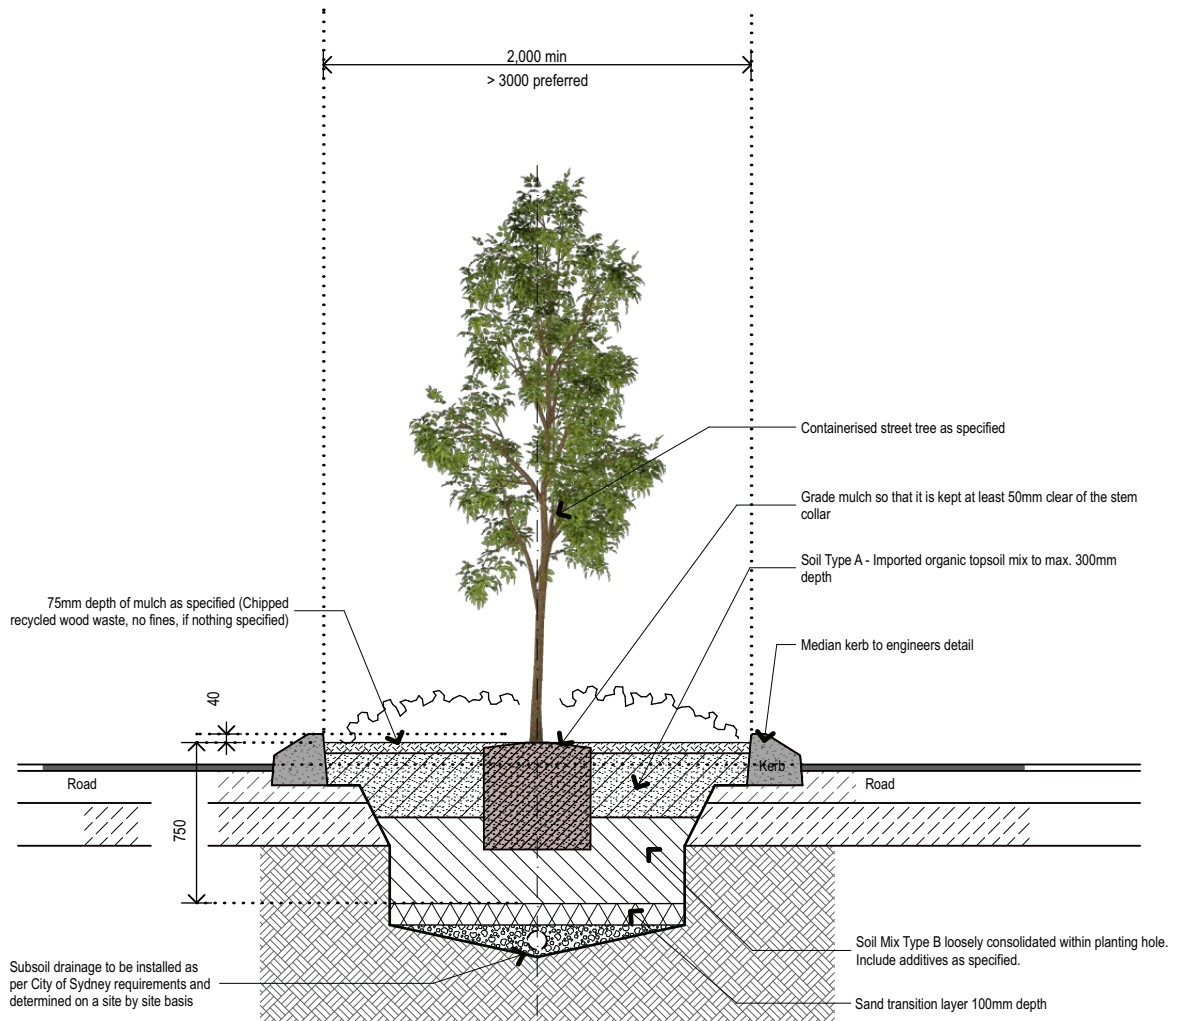 2,000 min
> 3000 preferred
Containerised street tree as specified
Grade mulch so that it is kept at least 50mm clear of the stem
collar
Soil Type A - Imported organic topsoil mix to max. 300mm
depth
75mm depth of mulch as specified (Chipped
recycled wood waste, no fines, if nothing specified)
Median kerb to engineers detail
40
Kerb
Road
Road
750
Soil Mix Type B loosely consolidated within planting hole.
Include additives as specified.
Subsoil drainage to be installed as
per City of Sydney requirements and
determined on a site by site basis
Sand transition layer 100mm depth